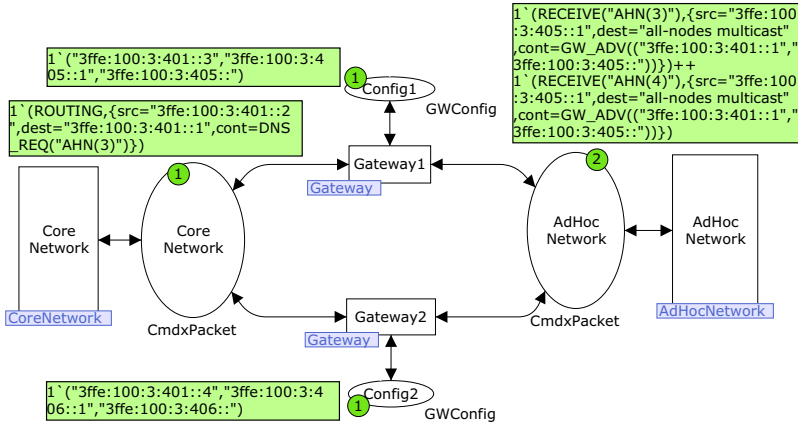 1`("3ffe:100:3:401::3","3ffe:100:3:4
05::1","3ffe:100:3:405::")
1
Config1
GWConfig
1`(RECEIVE("AHN(3)"),{src="3ffe:100
:3:405::1",dest="all-nodes multicast"
,cont=GW_ADV(("3ffe:100:3:401::1","
3ffe:100:3:405::"))})++
1`(RECEIVE("AHN(4)"),{src="3ffe:100
:3:405::1",dest="all-nodes multicast"
,cont=GW_ADV(("3ffe:100:3:401::1","
3ffe:100:3:405::"))})
1`(ROUTING,{src="3ffe:100:3:401::2
",dest="3ffe:100:3:401::1",cont=DNS
_REQ("AHN(3)")})
1
2
Gateway1
Gateway
Core
Network
CoreNetwork
Core
Network
CmdxPacket
AdHoc
Network
CmdxPacket
AdHoc
Network
AdHocNetwork
Gateway2
Gateway
1`("3ffe:100:3:401::4","3ffe:100:3:4
06::1","3ffe:100:3:406::")
Config2
1
GWConfig